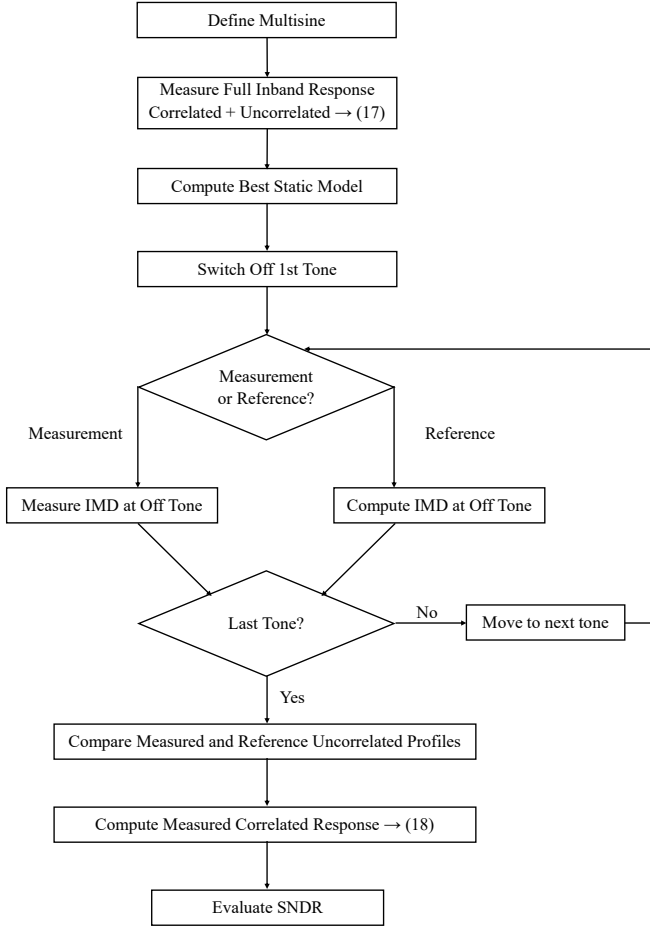 Define Multisine
Measure Full Inband Response
Correlated + Uncorrelated → (17)
Compute Best Static Model
Switch Off 1st Tone
Measurement
or Reference?
Measurement
Reference
Measure IMD at Off Tone
Compute IMD at Off Tone
Last Tone?
No
Move to next tone
Yes
Compare Measured and Reference Uncorrelated Profiles
Compute Measured Correlated Response → (18)
Evaluate SNDR